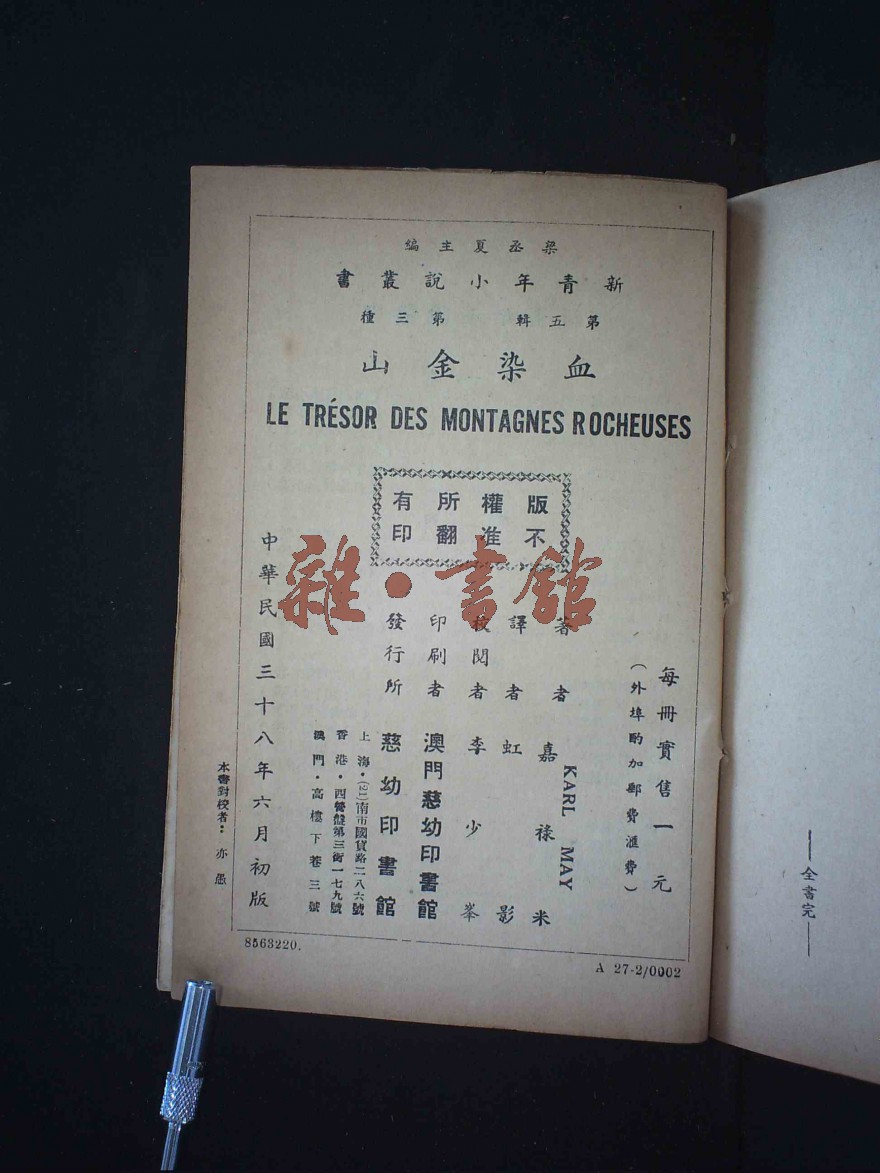 梁丞夏主編
新青年小說叢書
第五輯 第三種
血染金山
LE TRÉSOR DES MONTAGNES ROCHEUSES
版權所有
不准翻印
每冊實售一元
(外埠酌加郵費滙費)
著者 嘉祿米
KARL MAY
譯者 虹影
校閱者 李少峯
印刷者 澳門慈幼印書館
發行所 慈幼印書館
上海・(21)南市國貨路二八六號
香港・四營盤第三街一七九號
澳門・高樓下巷三號
中華民國三十八年六月初版
本書對校者：亦愚
8563220.
A 27-2/0002
雜・書館
全書完